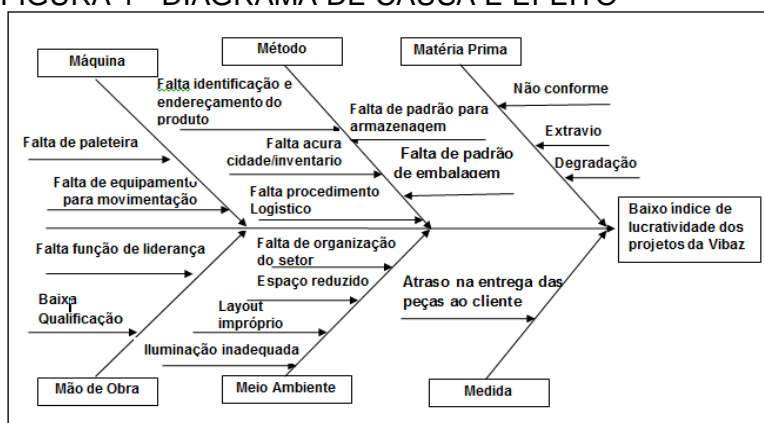 FIGURA 1 - DIAGRAMA DE CAUSA E EFEITO
Máquina
Método
Matéria Prima
Falta identificação e
endereçamento do
produto
Não conforme
Falta de padrão para
armazenagem
Extravio
Falta de paleteira
Falta acura
cidade/inventario
Falta de padrão
de embalagem
Degradação
Falta de equipamento
para movimentação
Falta procedimento
Logístico
Baixo índice de
lucratividade dos
projetos da Vibaz
Falta função de liderança
Falta de organização
do setor
Espaço reduzido
Atraso na entrega das
peças ao cliente
Baixa
Qualificação
Layout
impróprio
Iluminação inadequada
Mão de Obra
Meio Ambiente
Medida